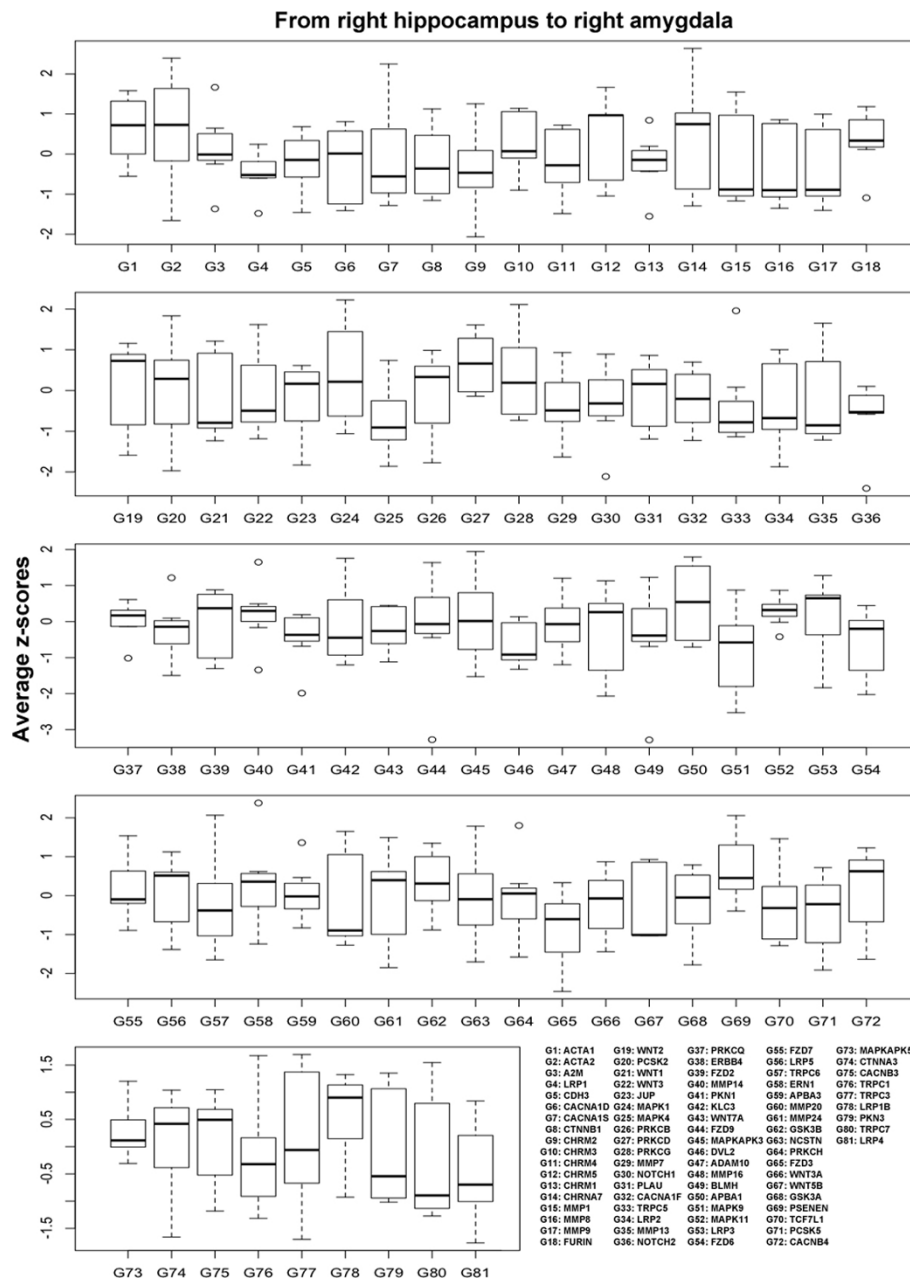 From right hippocampus to right amygdala
Average z-scores
2
1
0
-1
-2
G1 G2 G3 G4 G5 G6 G7 G8 G9 G10 G11 G12 G13 G14 G15 G16 G17 G18
2
1
0
-1
-2
G19 G20 G21 G22 G23 G24 G25 G26 G27 G28 G29 G30 G31 G32 G33 G34 G35 G36
2
1
0
-1
-2
-3
G37 G38 G39 G40 G41 G42 G43 G44 G45 G46 G47 G48 G49 G50 G51 G52 G53 G54
2
1
0
-1
-2
G55 G56 G57 G58 G59 G60 G61 G62 G63 G64 G65 G66 G67 G68 G69 G70 G71 G72
1.5
0.5
-0.5
-1.5
G73 G74 G75 G76 G77 G78 G79 G80 G81
G1: ACTA1 G19: WNT2 G37: PRKCQ G55: FZD7 G73: MAPKAPK5
G2: ACTA2 G20: PCSK2 G38: ERBB4 G56: LRP5 G74: CTNNA3
G3: A2M G21: WNT1 G39: FZD2 G57: TRPC6 G75: CACNB3
G4: LRP1 G22: WNT3 G40: MMP14 G58: ERN1 G76: TRPC1
G5: CDH3 G23: JUP G41: PKN1 G59: APBA3 G77: TRPC3
G6: CACNA1D G24: MAPK1 G42: KLC3 G60: MMP20 G78: LRP1B
G7: CACNA1S G25: MAPK4 G43: WNT7A G61: MMP24 G79: PKN3
G8: CTNNB1 G26: PRKCB G44: FZD9 G62: GSK3B G80: TRPC7
G9: CHRM2 G27: PRKCD G45: MAPKAPK3 G63: NCSTN G81: LRP4
G10: CHRM3 G28: PRKCG G46: DVL2 G64: PRKCH
G11: CHRM4 G29: MMP7 G47: ADAM10 G65: FZD3
G12: CHRM5 G30: NOTCH1 G48: MMP16 G66: WNT3A
G13: CHRM1 G31: PLAU G49: BLMH G67: WNT5B
G14: CHRNA7 G32: CACNA1F G50: APBA1 G68: GSK3A
G15: MMP1 G33: TRPC5 G51: MAPK9 G69: PSENEN
G16: MMP8 G34: LRP2 G52: MAPK11 G70: TCF7L1
G17: MMP9 G35: MMP13 G53: LRP3 G71: PCSK5
G18: FURIN G36: NOTCH2 G54: FZD6 G72: CACNB4